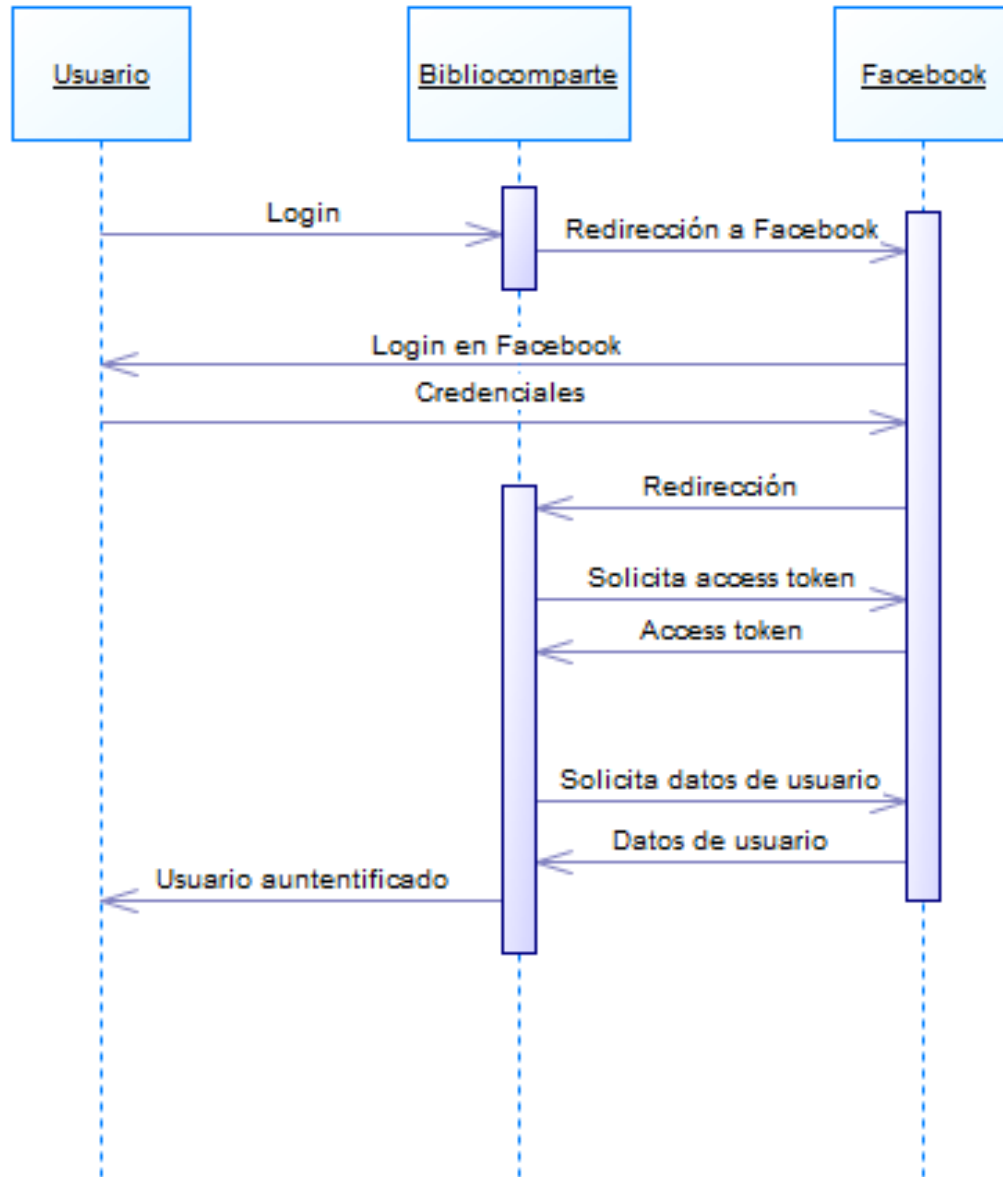 Usuario
Bibliocomparte
Facebook
Login
Redirección a Facebook
Login en Facebook
Credenciales
Redirección
Solicita access token
Access token
Solicita datos de usuario
Datos de usuario
Usuario auntentificado